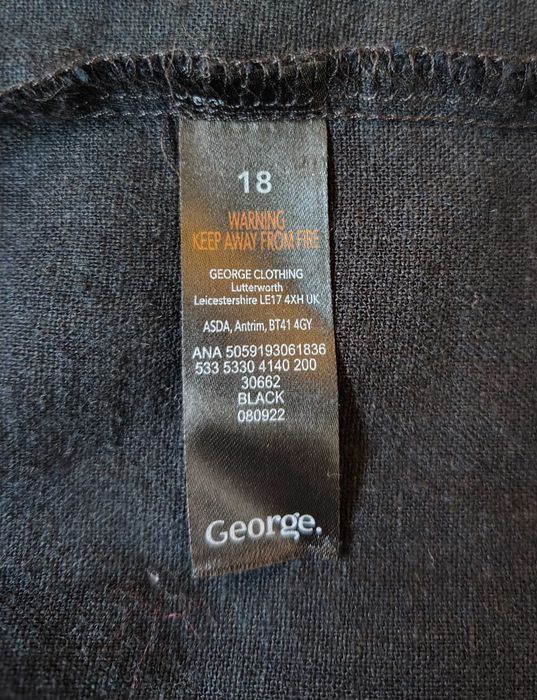 18
WARNING
KEEP AWAY FROM FIRE
GEORGE CLOTHING
Lutterworth
Leicestershire LE17 4XH UK
ASDA, Antrim, BT41 4GY
ANA 5059193061836
533 5330 4140 200
30662
BLACK
080922
George.